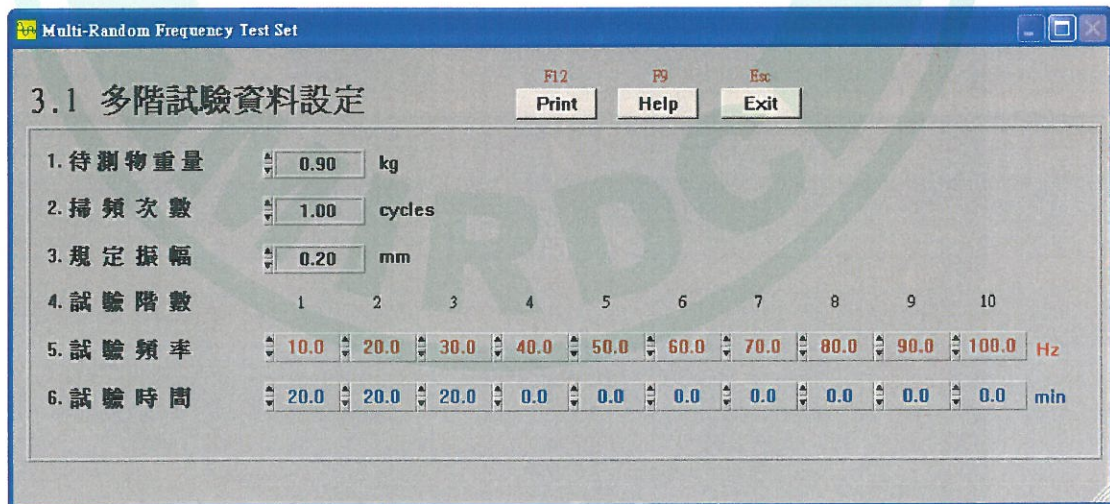 Multi-Random Frequency Test Set
F12 F9 Esc
3.1 多階試驗資料設定 Print Help Exit
1.待測物重量 0.90 kg
2.掃頻次數 1.00 cycles
3.規定振幅 0.20 mm
4.試驗階數 1 2 3 4 5 6 7 8 9 10
5.試驗頻率 10.0 20.0 30.0 40.0 50.0 60.0 70.0 80.0 90.0 100.0 Hz
6.試驗時間 20.0 20.0 20.0 0.0 0.0 0.0 0.0 0.0 0.0 0.0 min